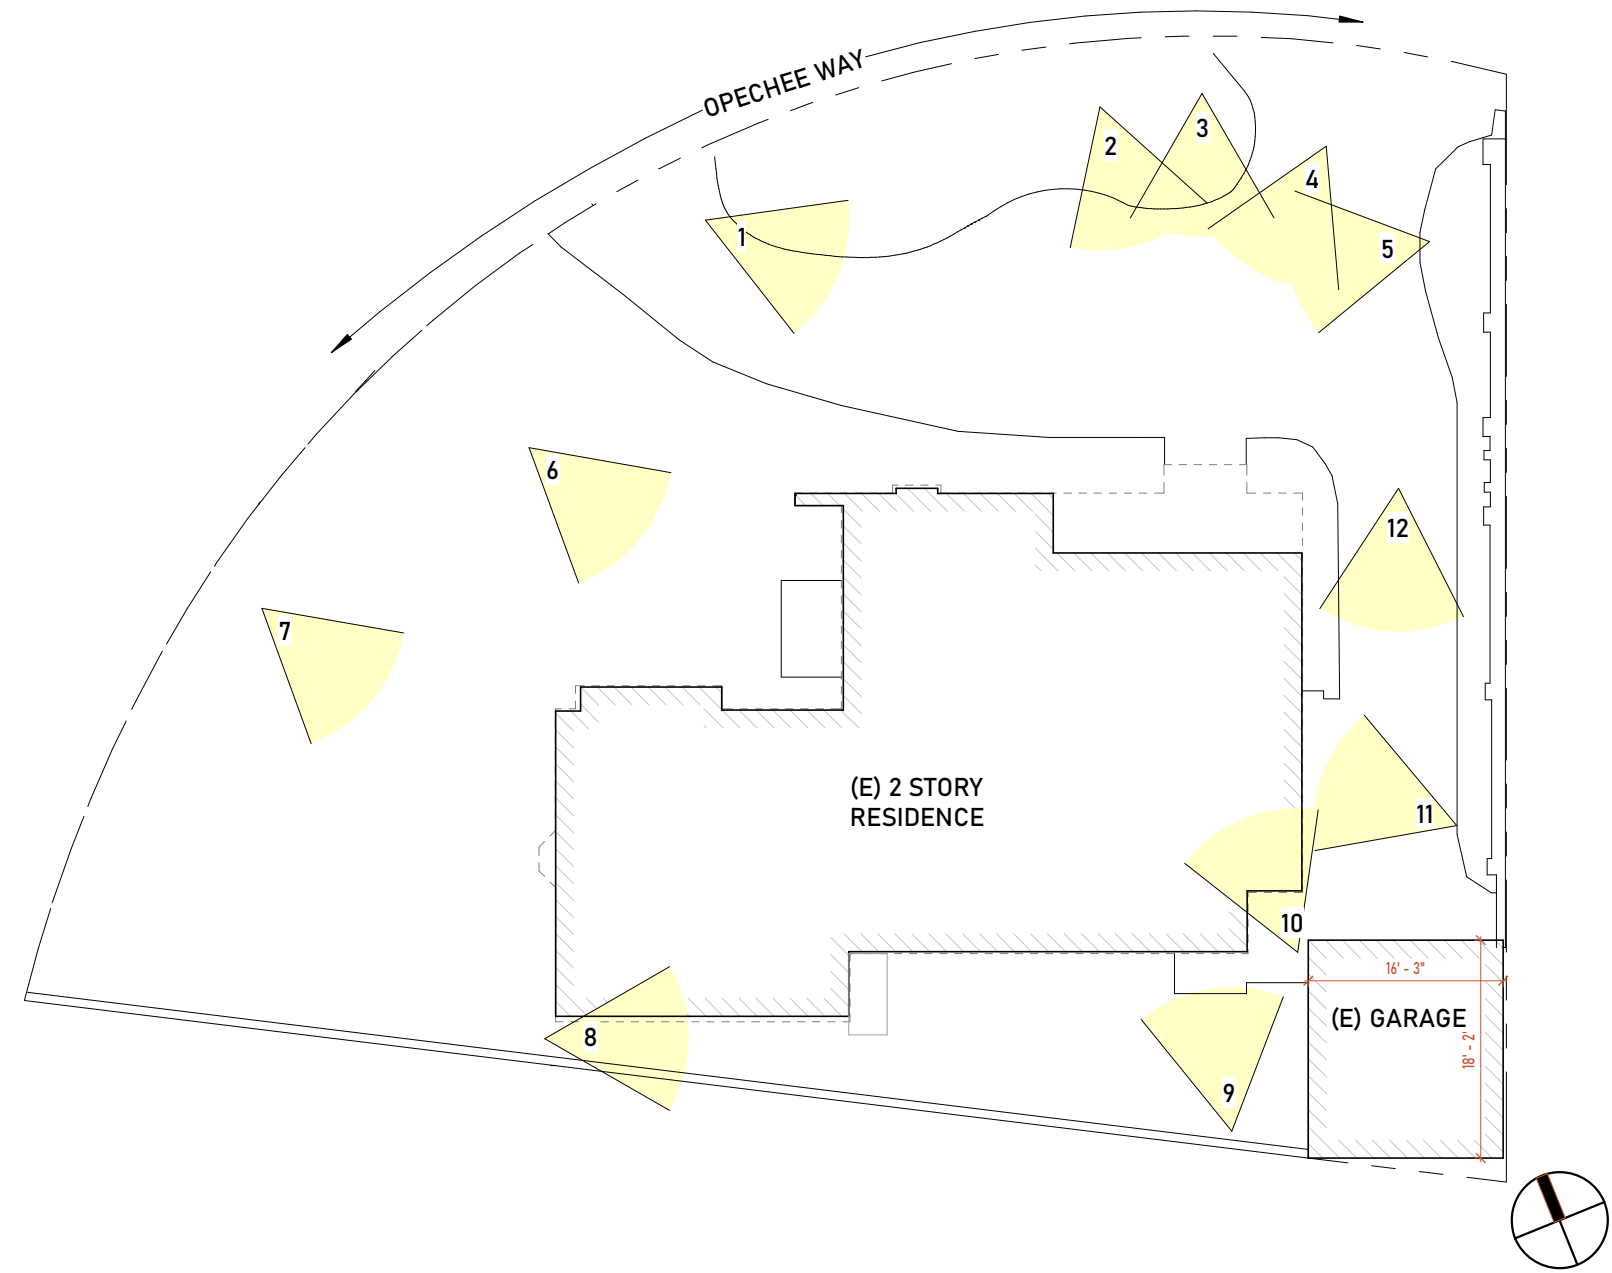 OPECHEE WAY
1
2
3
4
5
6
7
12
(E) 2 STORY
RESIDENCE
11
10
16' - 3"
(E) GARAGE
18' - 2"
8
9